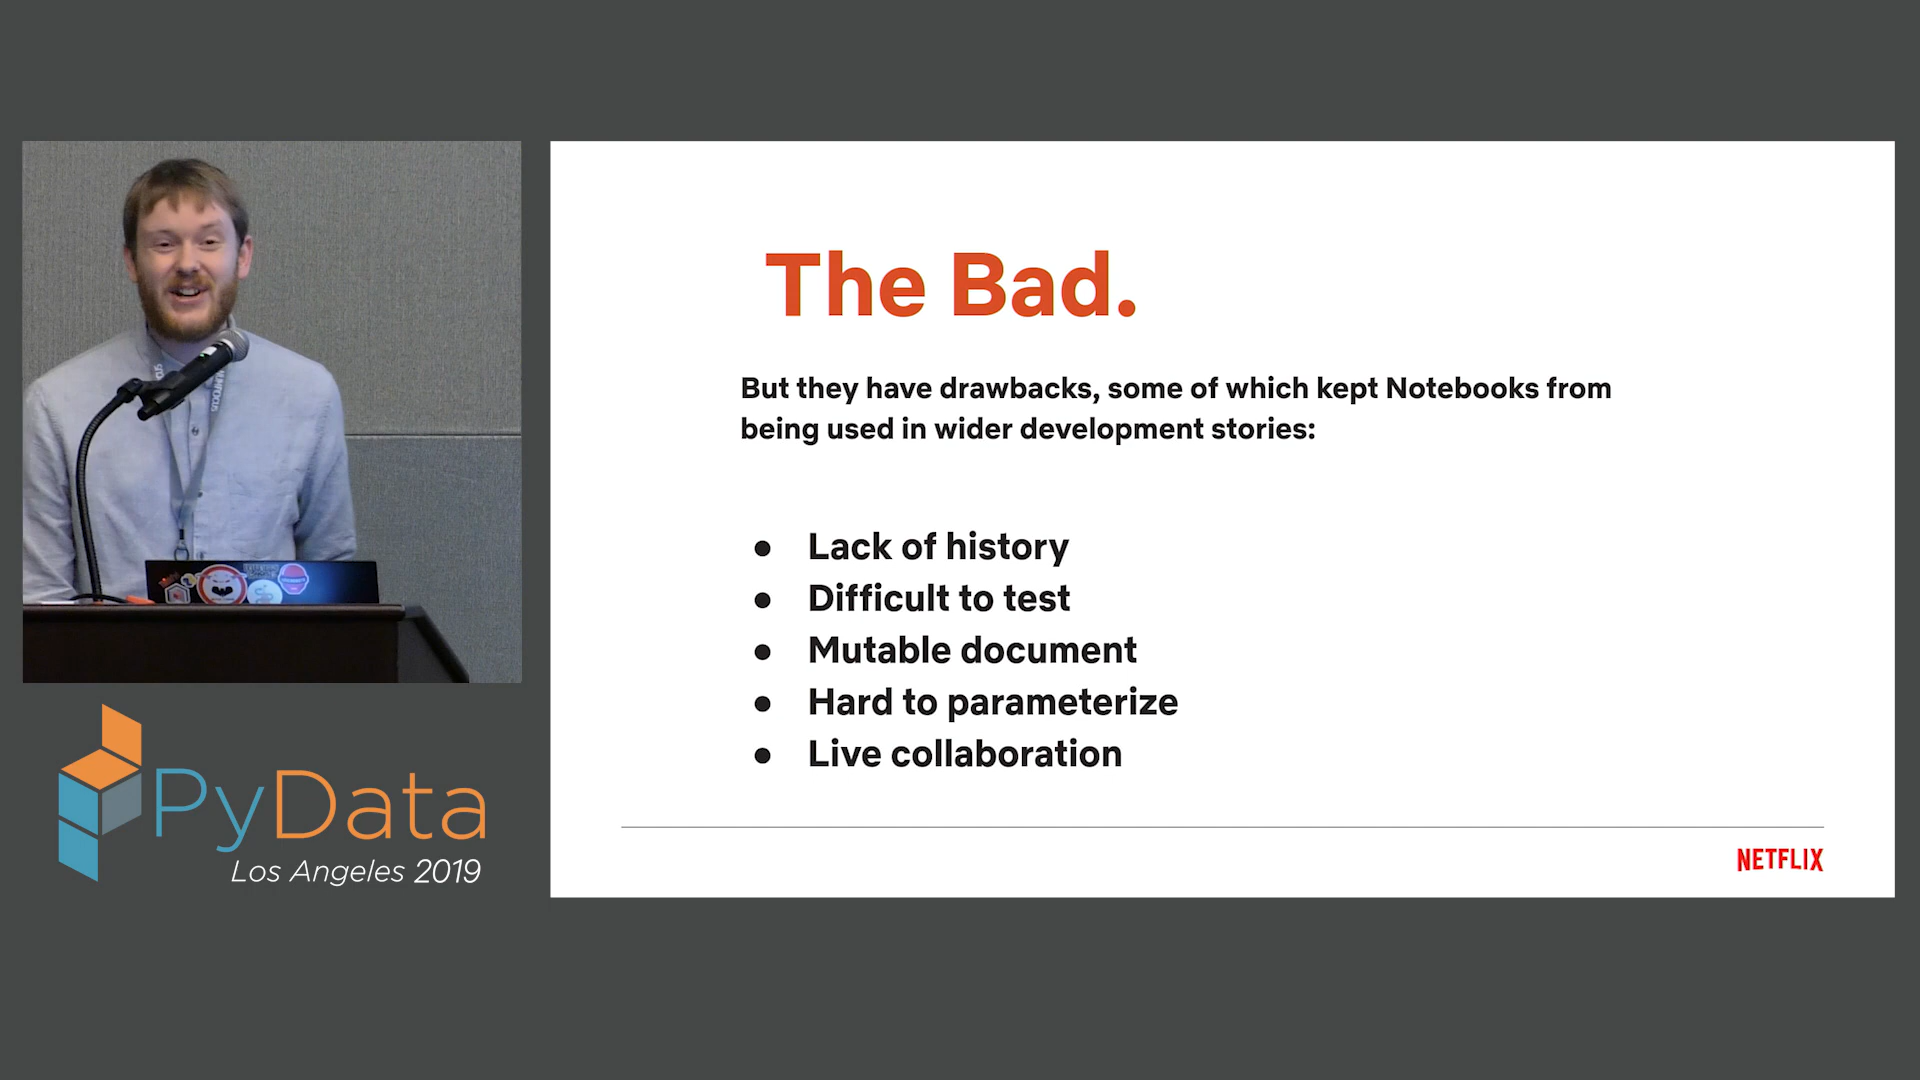 The Bad.
But they have drawbacks, some of which kept Notebooks from
being used in wider development stories:
● Lack of history
● Difficult to test
● Mutable document
● Hard to parameterize
● Live collaboration
NETFLIX
PyData
Los Angeles 2019